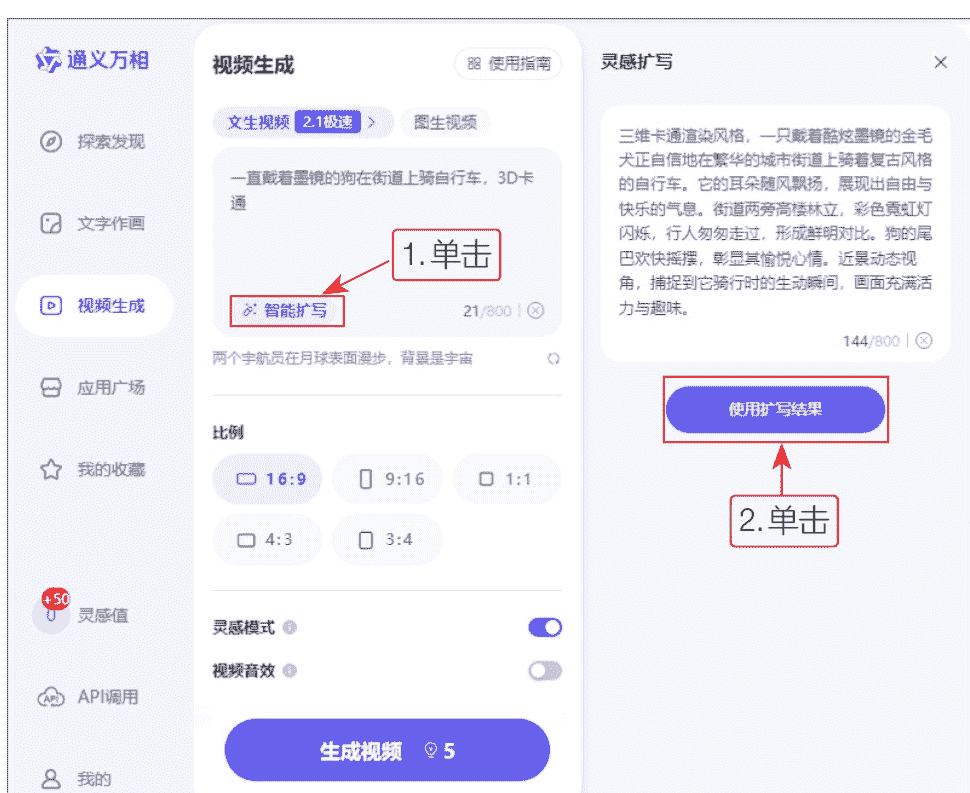 通义万相
探索发现
文字作画
视频生成
应用广场
我的收藏
+50
0
灵感值
API调用
我的
视频生成
使用指南
文生视频 2.1极速
图生视频
一直戴着墨镜的狗在街道上骑自行车，3D卡
通
1.单击
智能扩写
21/800
两个宇航员在月球表面漫步，背景是宇宙
比例
16:9
9:16
1:1
4:3
3:4
灵感模式
视频音效
生成视频 5
灵感扩写
三维卡通渲染风格，一只戴着酷炫墨镜的金毛
犬正自信地在繁华的城市街道上骑着复古风格
的自行车。它的耳朵随风飘扬，展现出自由与
快乐的气息。街道两旁高楼林立，彩色霓虹灯
闪烁，行人匆匆走过，形成鲜明对比。狗的尾
巴欢快摇摆，彰显其愉悦心情。近景动态视
角，捕捉到它骑行时的生动瞬间，画面充满活
力与趣味。
144/800
使用扩写结果
2.单击